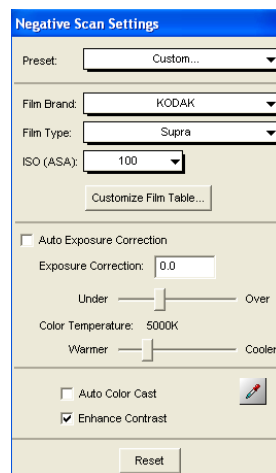 Negative Scan Settings
Preset: Custom...
Film Brand: KODAK
Film Type: Supra
ISO (ASA): 100
Customize Film Table...
Auto Exposure Correction
Exposure Correction: 0.0
Under Over
Color Temperature: 5000K
Warmer Cooler
Auto Color Cast
Enhance Contrast
Reset